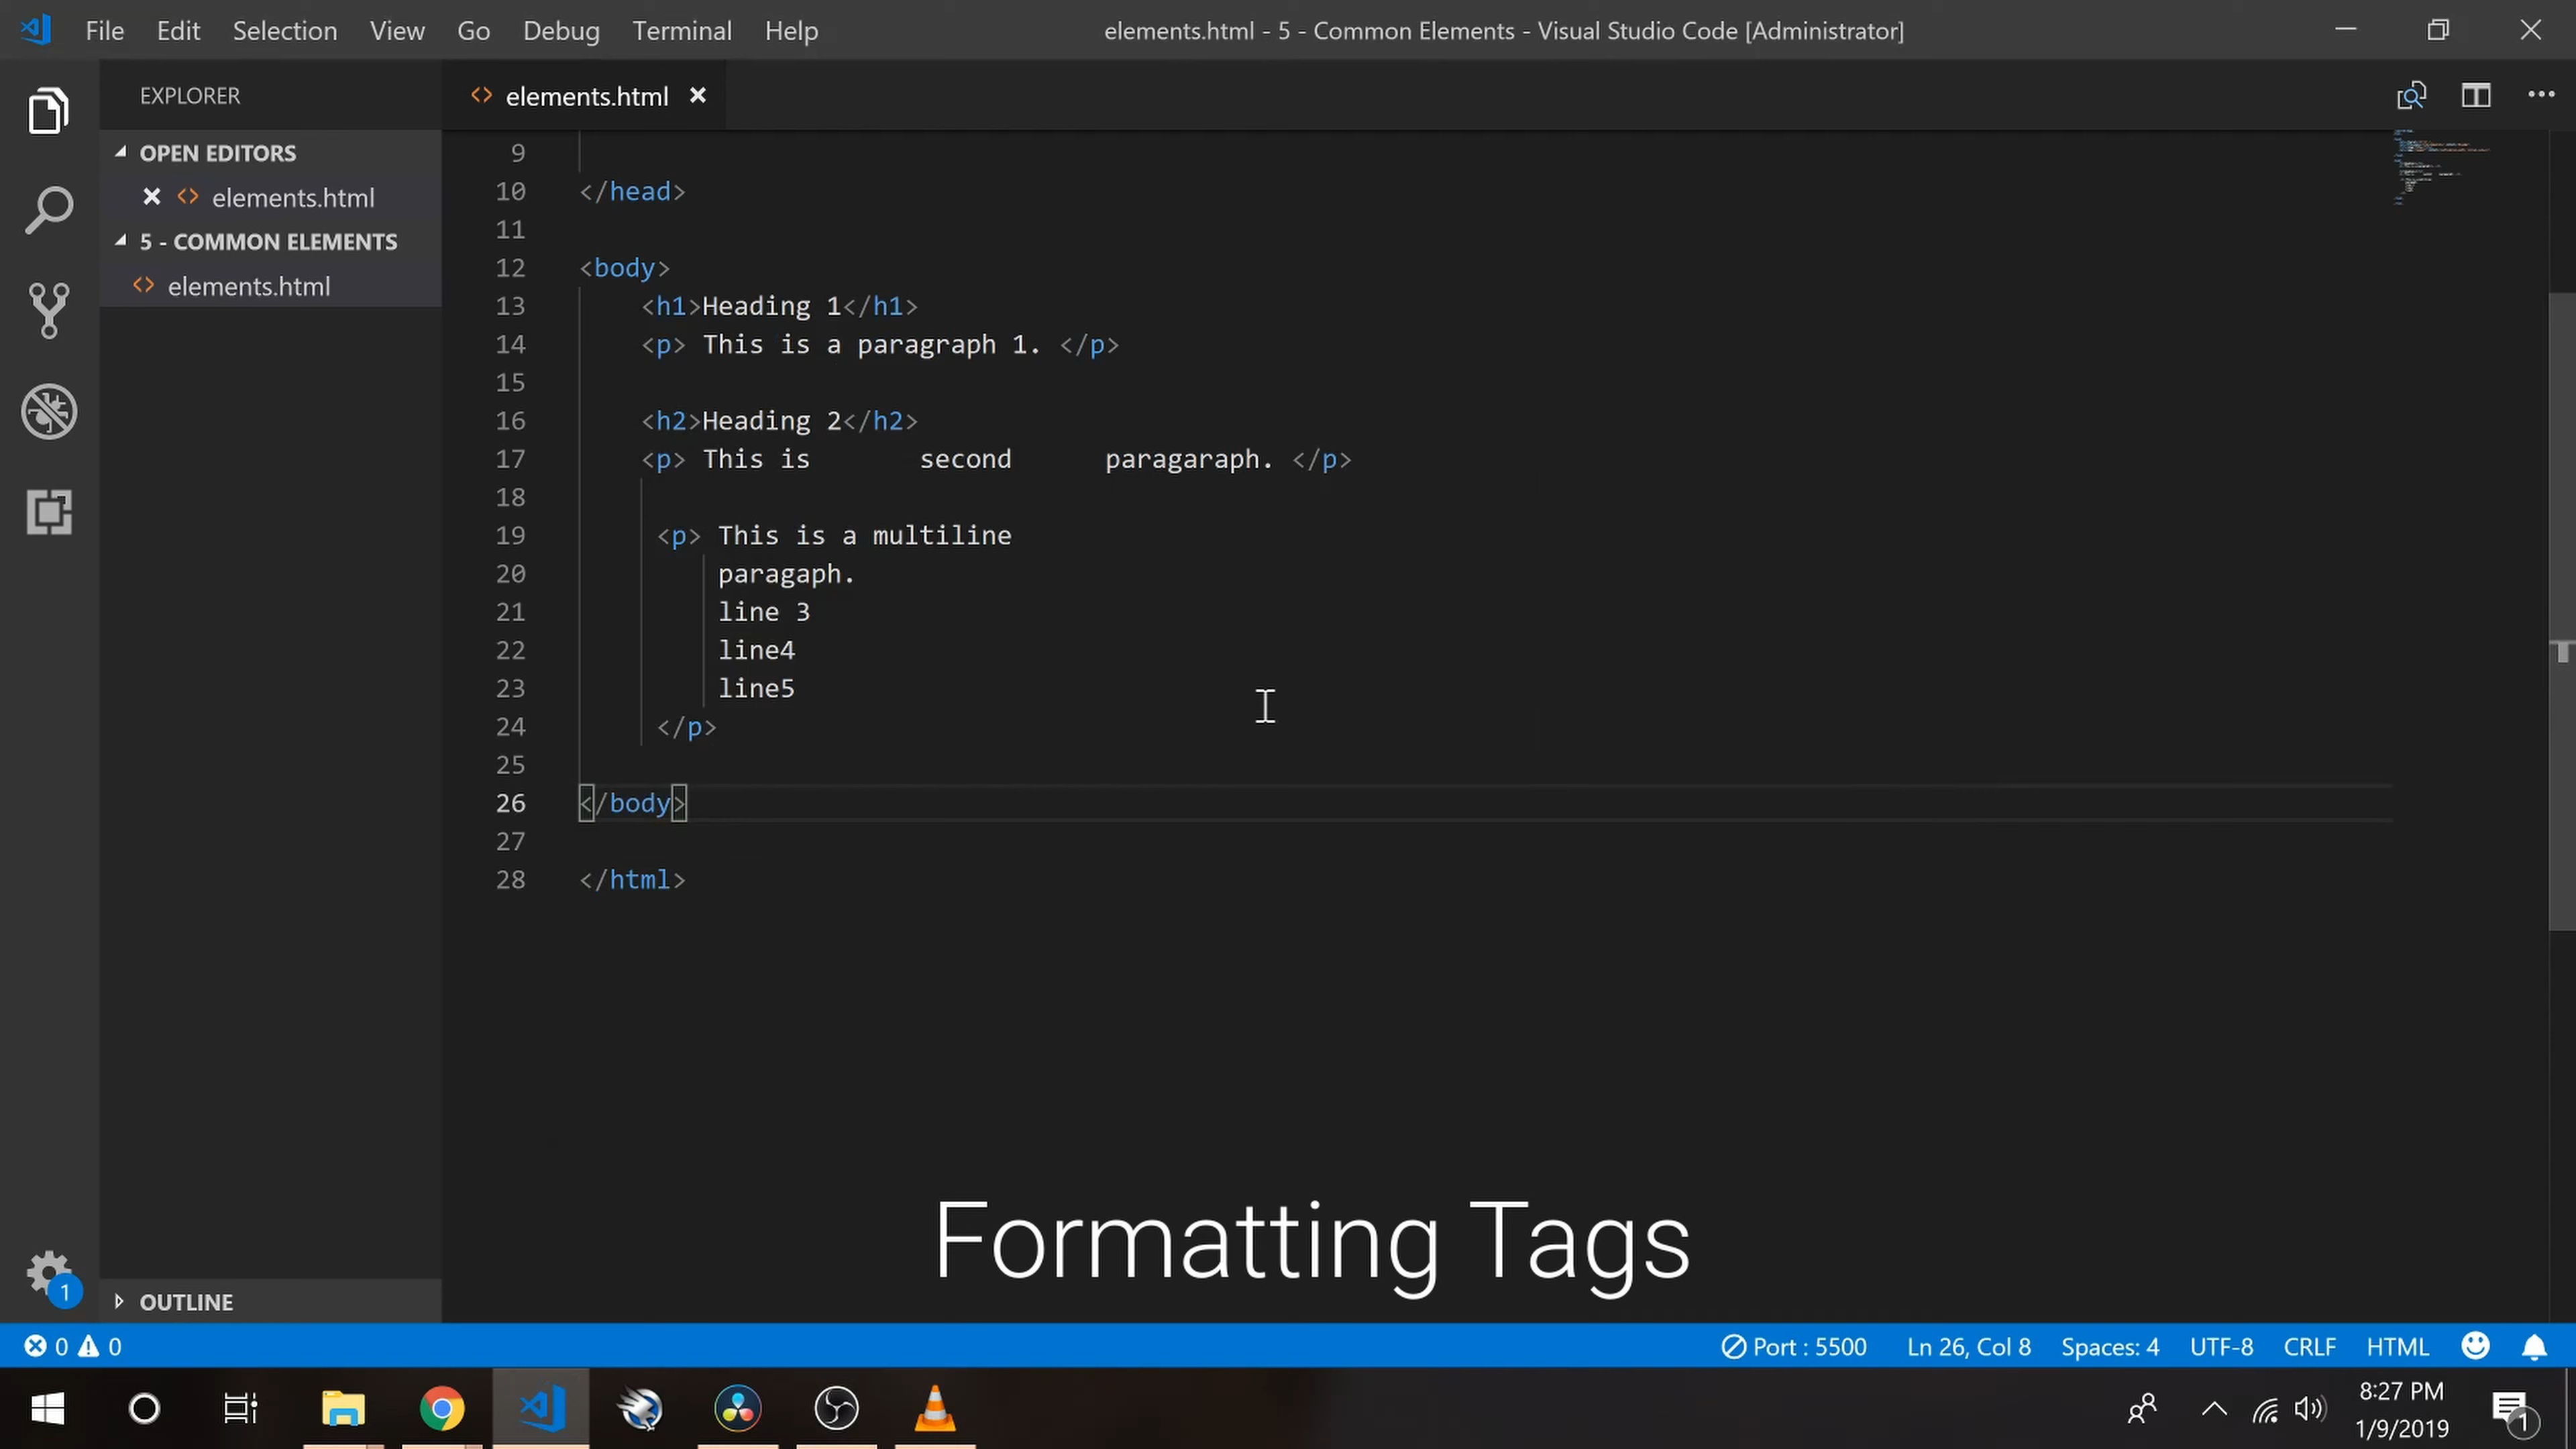 File Edit Selection View Go Debug Terminal Help elements.html - 5 - Common Elements - Visual Studio Code [Administrator]
EXPLORER
OPEN EDITORS
elements.html
5 - COMMON ELEMENTS
elements.html
OUTLINE
elements.html
9
10 </head>
11
12 <body>
13     <h1>Heading 1</h1>
14     <p> This is a paragraph 1. </p>
15
16     <h2>Heading 2</h2>
17     <p> This is       second      paragaraph. </p>
18
19      <p> This is a multiline
20          paragaph.
21          line 3
22          line4
23          line5
24      </p>
25
26 </body>
27
28 </html>
Formatting Tags
1
0 0 Port : 5500 Ln 26, Col 8 Spaces: 4 UTF-8 CRLF HTML
8:27 PM
1/9/2019
1